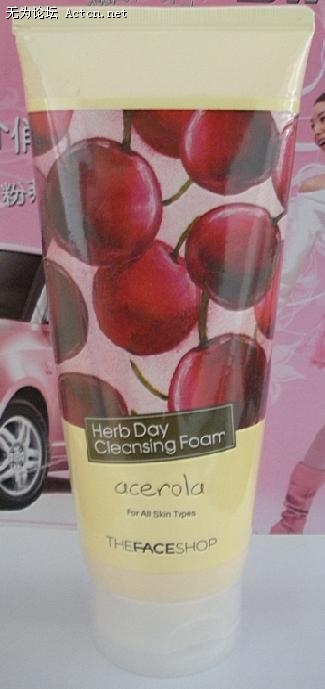 无为论坛 Actcn.net
Herb Day
Cleansing Foam
acerola
For All Skin Types
THEFACESHOP